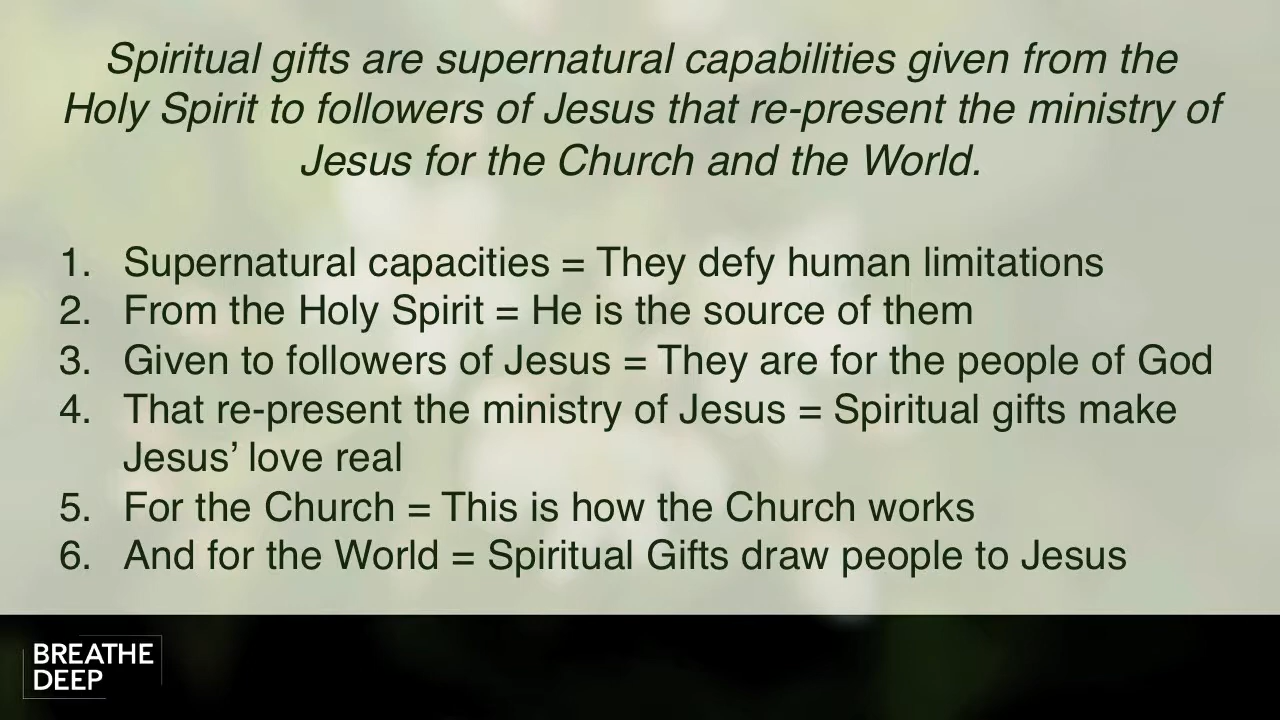 Spiritual gifts are supernatural capabilities given from the
Holy Spirit to followers of Jesus that re-present the ministry of
Jesus for the Church and the World.
1. Supernatural capacities = They defy human limitations
2. From the Holy Spirit = He is the source of them
3. Given to followers of Jesus = They are for the people of God
4. That re-present the ministry of Jesus = Spiritual gifts make
Jesus’ love real
5. For the Church = This is how the Church works
6. And for the World = Spiritual Gifts draw people to Jesus
BREATHE
DEEP